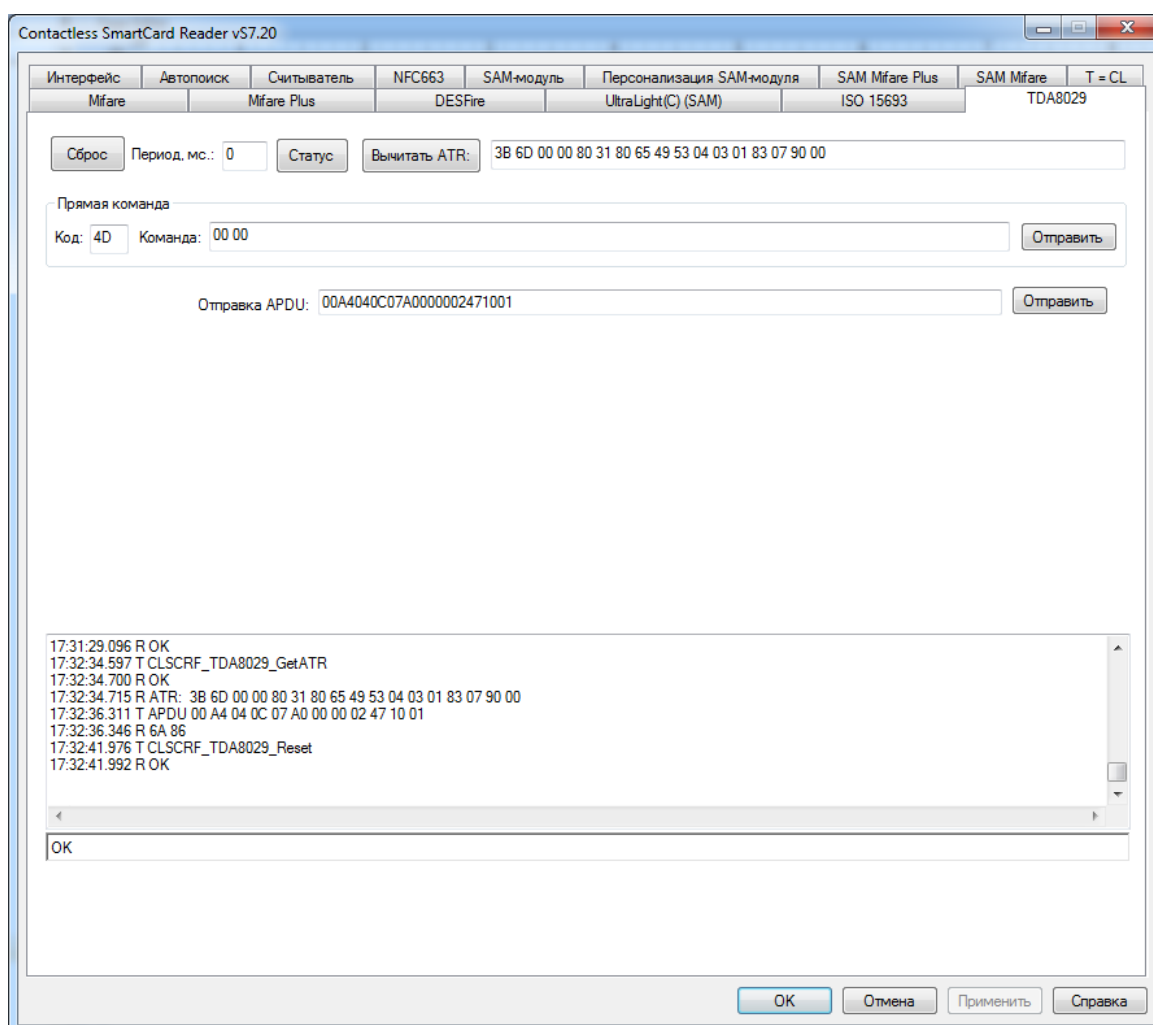 Contactless SmartCard Reader vS7.20
Интерфейс Автопоиск Считыватель NFC663 SAM-модуль Персонализация SAM-модуля SAM Mifare Plus SAM Mifare T = CL
Mifare Mifare Plus DESFire UltraLight(C) (SAM) ISO 15693 TDA8029
Сброс Период, мс.: 0 Статус Вычитать ATR: 3B 6D 00 00 80 31 80 65 49 53 04 03 01 83 07 90 00
Прямая команда
Код: 4D Команда: 00 00 Отправить
Отправка APDU: 00A4040C07A0000002471001 Отправить
17:31:29.096 R OK
17:32:34.597 T CLSCRF_TDA8029_GetATR
17:32:34.700 R OK
17:32:34.715 R ATR: 3B 6D 00 00 80 31 80 65 49 53 04 03 01 83 07 90 00
17:32:36.311 T APDU 00 A4 04 0C 07 A0 00 00 02 47 10 01
17:32:36.346 R 6A 86
17:32:41.976 T CLSCRF_TDA8029_Reset
17:32:41.992 R OK
OK
OK Отмена Применить Справка